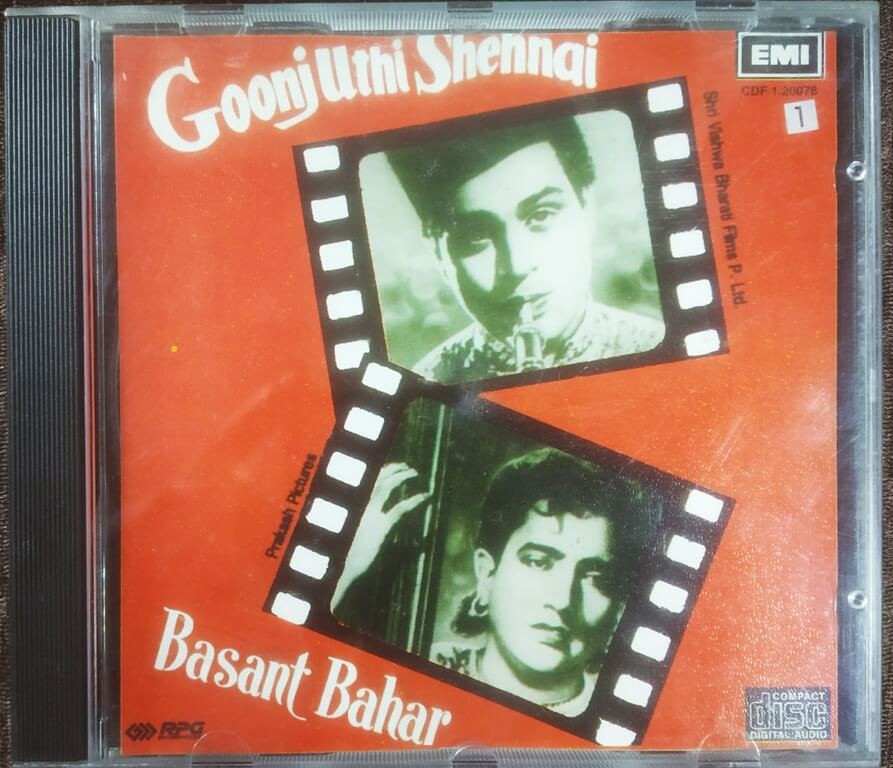 Goonj Uthi Shehnai
EMI
CDF 1.20078
1
Shri Vishwa Bharati Films P. Ltd.
Prakash Pictures
Basant Bahar
RPG
COMPACT
disc
DIGITAL AUDIO